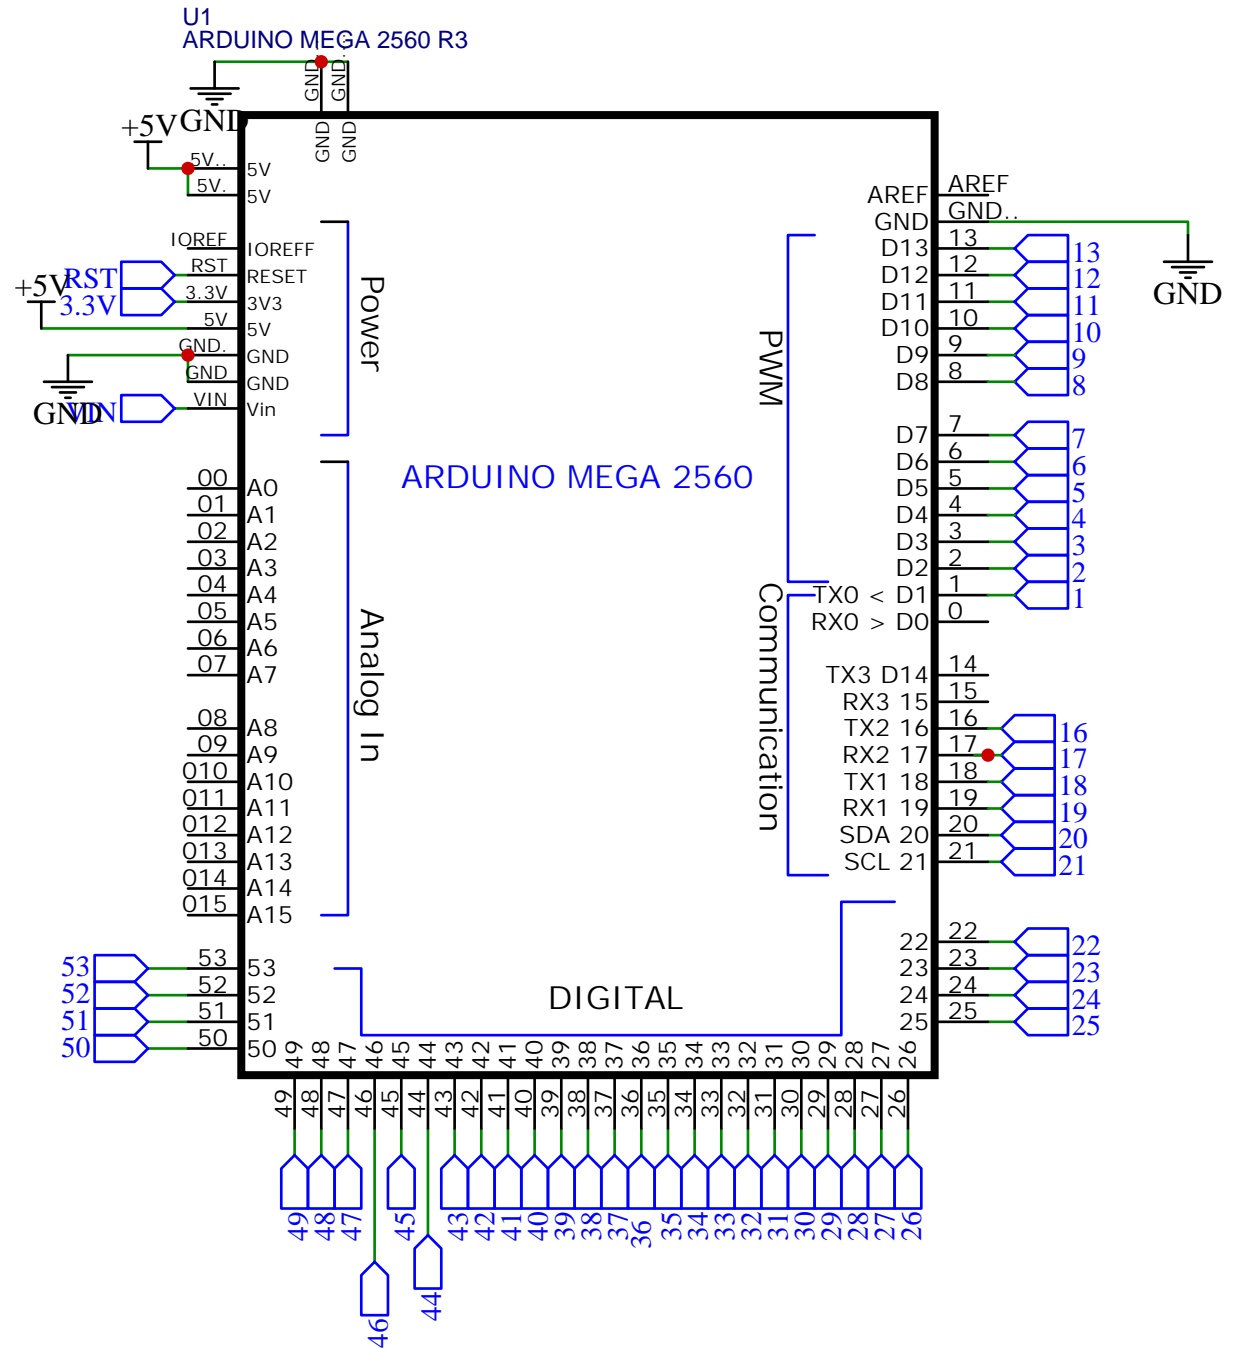 U1
ARDUINO MEGA 2560 R3
GND..
GND...
GND
GND
GND
+5V
5V..
5V
5V.
5V
IOREF
IOREFF
RST
RST
RESET
3.3V
3.3V
3V3
+5V
5V
5V
GND.
GND
GND
GND
GND
VIN
VIN
Vin
Power
00
A0
01
A1
02
A2
03
A3
04
A4
05
A5
06
A6
07
A7
08
A8
09
A9
010
A10
011
A11
012
A12
013
A13
014
A14
015
A15
Analog In
53
53
53
52
52
52
51
51
51
50
50
50
ARDUINO MEGA 2560
PWM
Communication
DIGITAL
AREF
AREF
GND
GND..
GND
D13
13
13
D12
12
12
D11
11
11
D10
10
10
D9
9
9
D8
8
8
D7
7
7
D6
6
6
D5
5
5
D4
4
4
D3
3
3
D2
2
2
TX0 < D1
1
1
RX0 > D0
0
TX3 D14
14
RX3 15
15
TX2 16
16
16
RX2 17
17
17
TX1 18
18
18
RX1 19
19
19
SDA 20
20
20
SCL 21
21
21
22
22
22
23
23
23
24
24
24
25
25
25
49 48 47 46 45 44 43 42 41 40 39 38 37 36 35 34 33 32 31 30 29 28 27 26
49 48 47 46 45 44 43 42 41 40 39 38 37 36 35 34 33 32 31 30 29 28 27 26
49 48 47 45 43 42 41 40 39 38 37 36 35 34 33 32 31 30 29 28 27 26
44
46